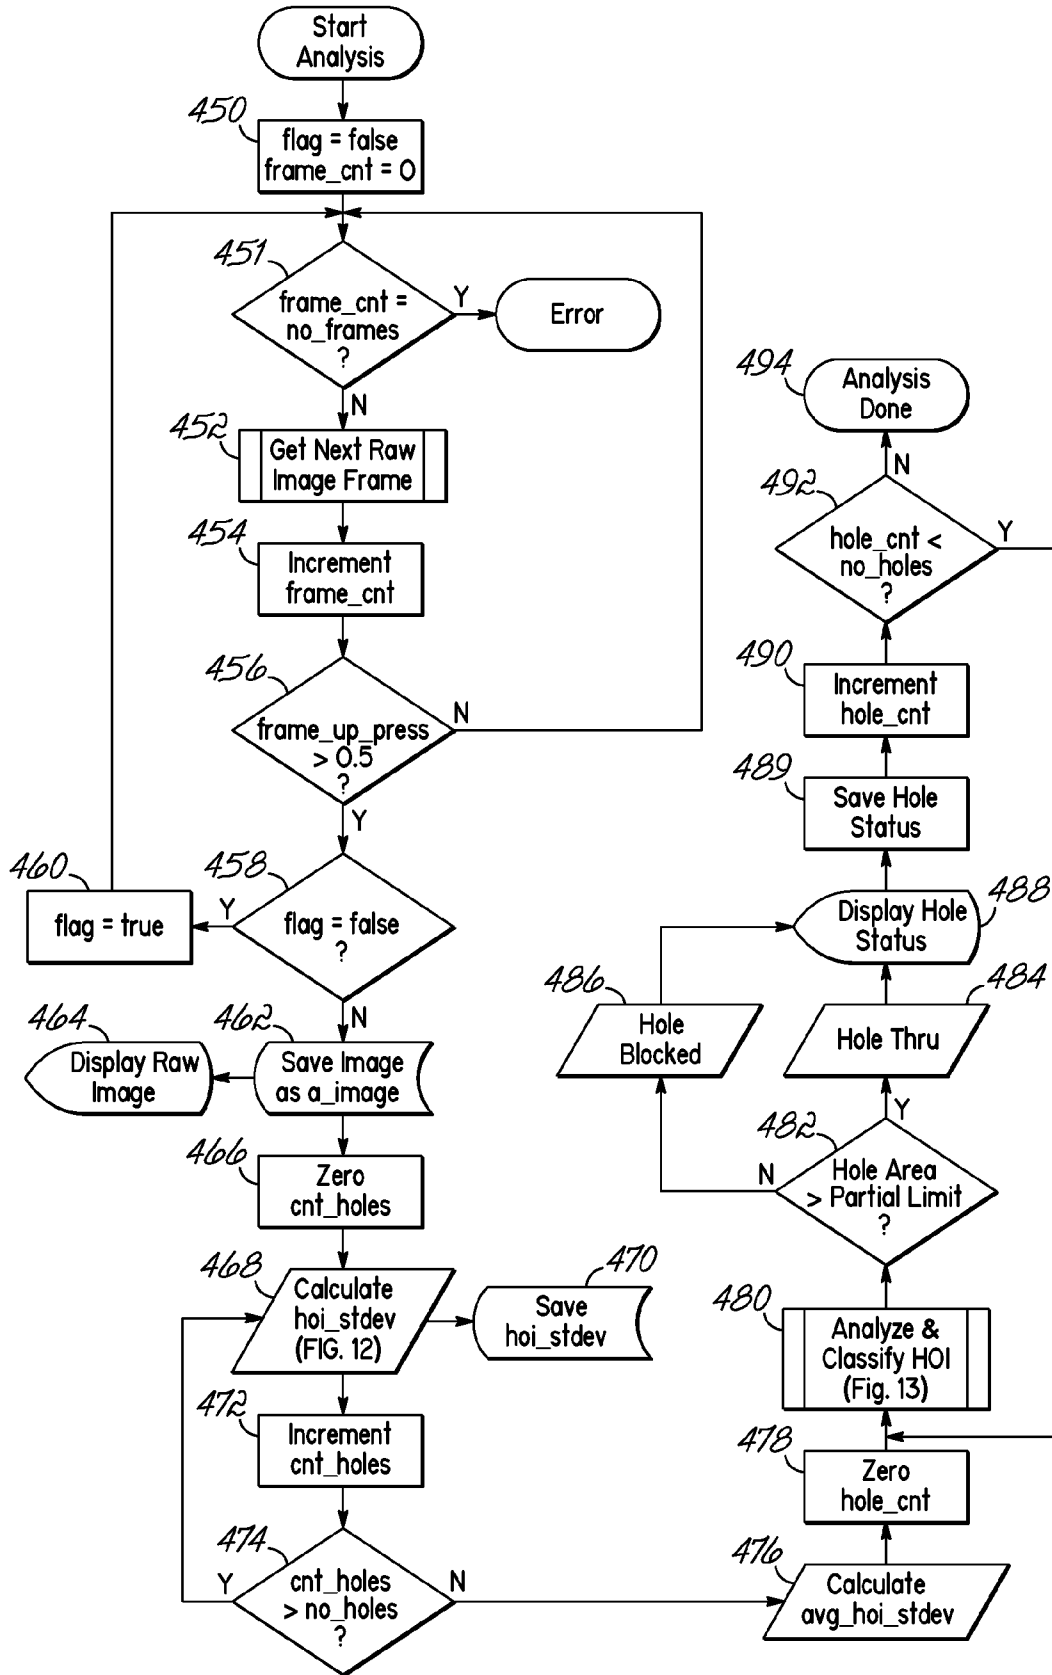 Start
Analysis
450
flag = false
frame_cnt = 0
451
frame_cnt =
no_frames
?
Y
Error
N
452
Get Next Raw
Image Frame
454
Increment
frame_cnt
456
frame_up_press
> 0.5
?
N
Y
458
flag = false
?
Y
460
flag = true
N
462
Save Image
as a_image
464
Display Raw
Image
466
Zero
cnt_holes
468
Calculate
hoi_stdev
(FIG. 12)
470
Save
hoi_stdev
472
Increment
cnt_holes
474
cnt_holes
> no_holes
?
Y
N
476
Calculate
avg_hoi_stdev
478
Zero
hole_cnt
480
Analyze &
Classify HOI
(Fig. 13)
482
Hole Area
> Partial Limit
?
N
Y
486
Hole
Blocked
484
Hole Thru
488
Display Hole
Status
489
Save Hole
Status
490
Increment
hole_cnt
492
hole_cnt <
no_holes
?
Y
N
494
Analysis
Done